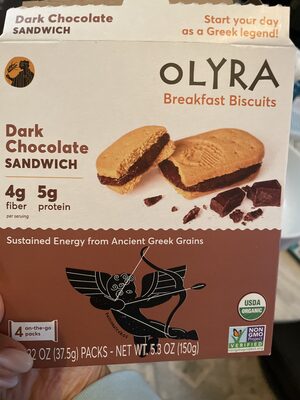 Dark Chocolate
SANDWICH
Start your day
as a Greek legend!
OLYRA
Breakfast Biscuits
Dark
Chocolate
SANDWICH
4g 5g
fiber protein
per serving
Sustained Energy from Ancient Greek Grains
4 on-the-go
packs
OZ (37.5g) PACKS - NET WT. 5.3 OZ (150g)
USDA
ORGANIC
NON
GMO
Project
VERIFIED